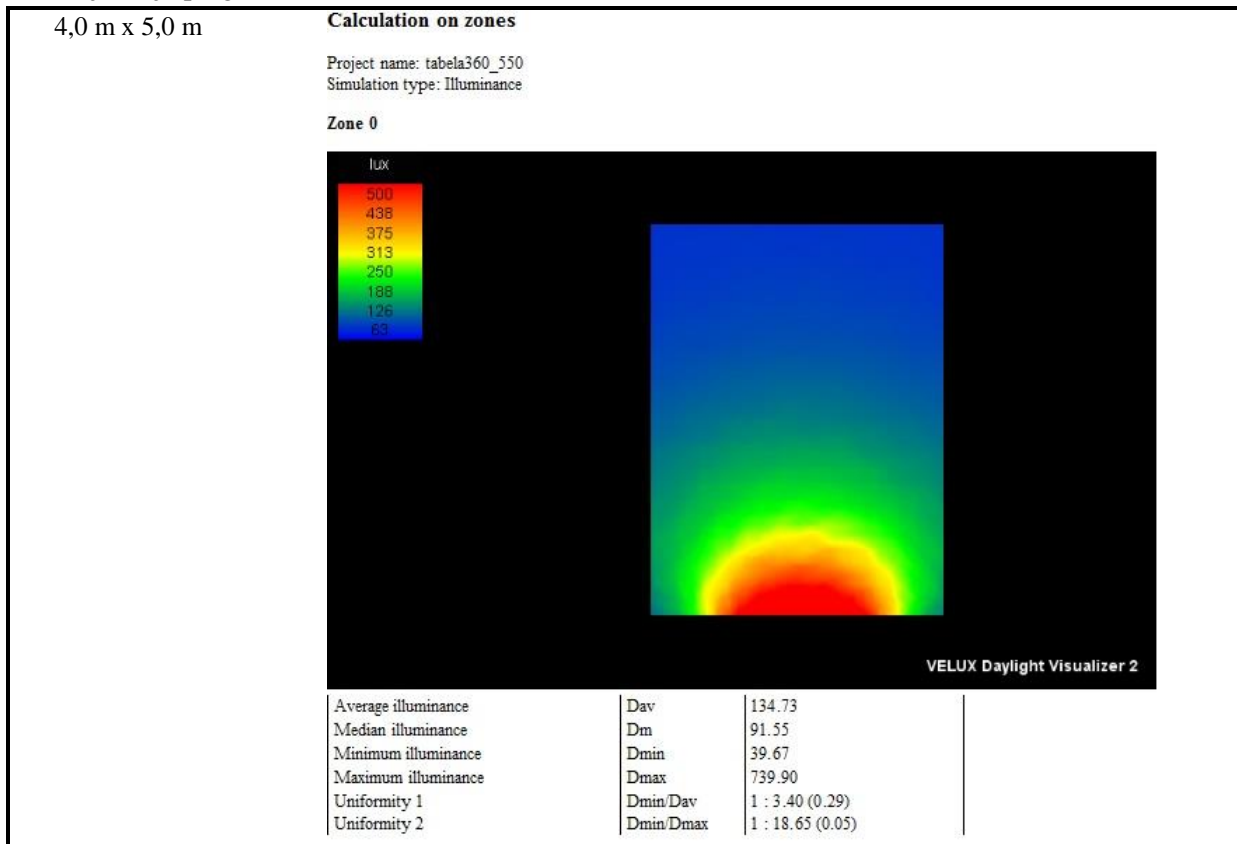 4,0 m x 5,0 m
Calculation on zones
Project name: tabela360_550
Simulation type: Illuminance
Zone 0
lux
500
438
375
313
250
188
126
63
VELUX Daylight Visualizer 2
Average illuminance Dav 134.73
Median illuminance Dm 91.55
Minimum illuminance Dmin 39.67
Maximum illuminance Dmax 739.90
Uniformity 1 Dmin/Dav 1 : 3.40 (0.29)
Uniformity 2 Dmin/Dmax 1 : 18.65 (0.05)